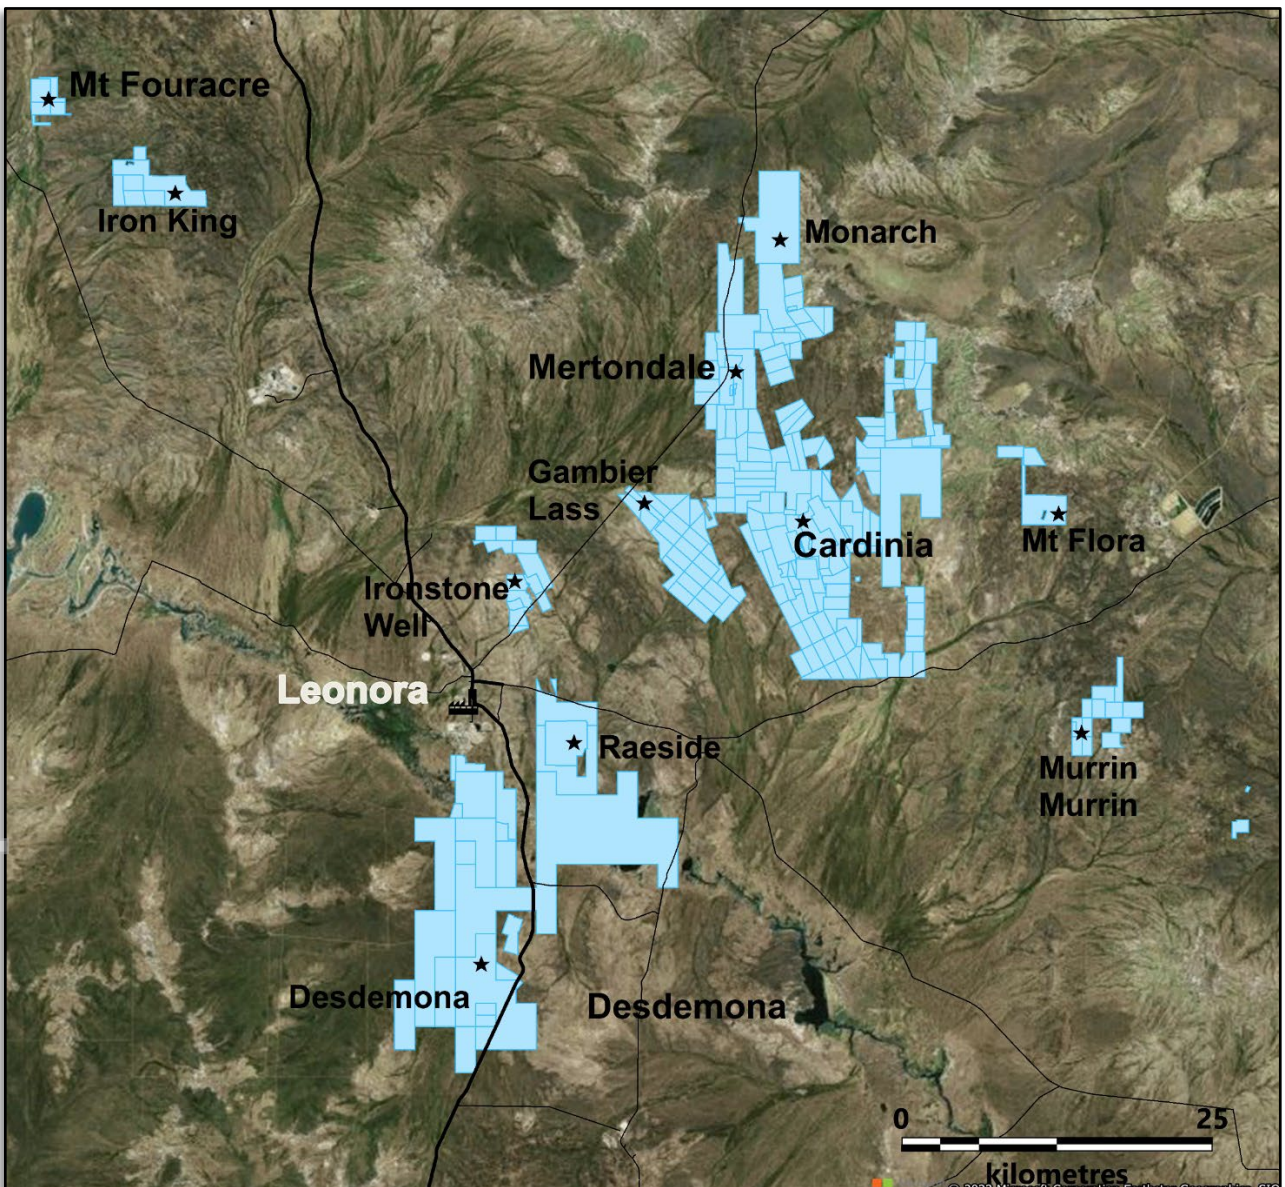 Mt Fouracre
Iron King
Monarch
Mertondale
Gambier
Lass
Cardinia
Mt Flora
Ironstone
Well
Leonora
Raeside
Murrin
Murrin
Desdemona
Desdemona
0 25
kilometres